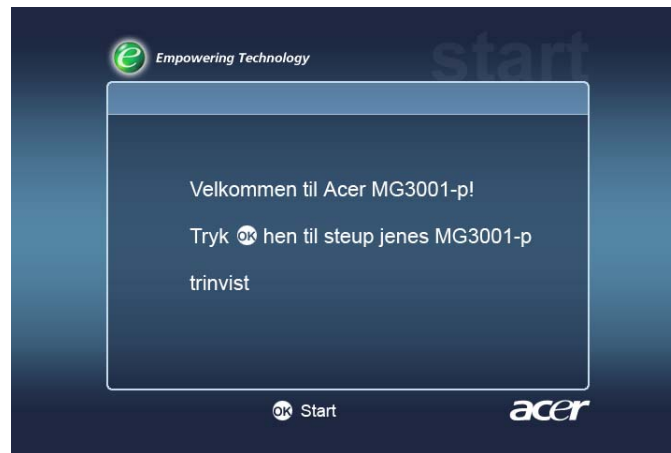 start
e Empowering Technology
Velkommen til Acer MG3001-p!
Tryk OK hen til steup jenes MG3001-p
trinvist
OK Start
acer